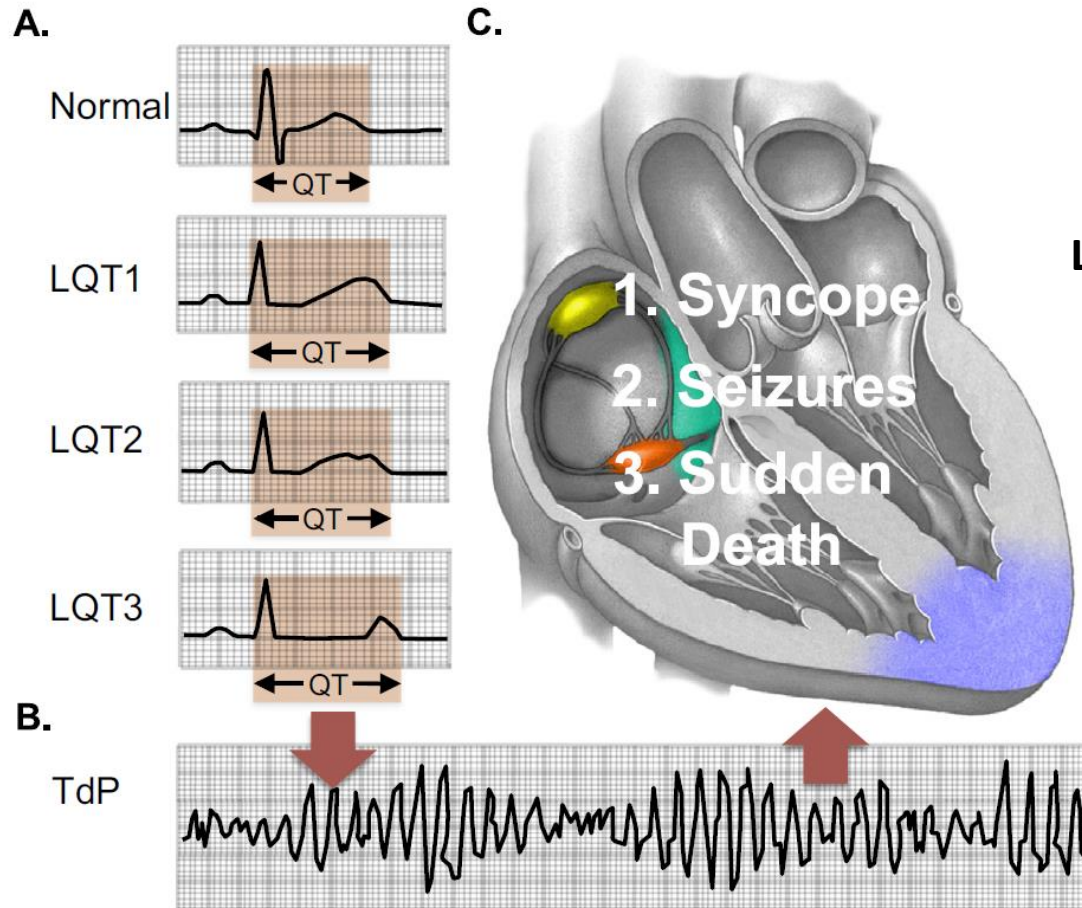 A.
Normal
QT
LQT1
QT
LQT2
QT
LQT3
QT
B.
TdP
C.
1. Syncope
2. Seizures
3. Sudden
Death
L